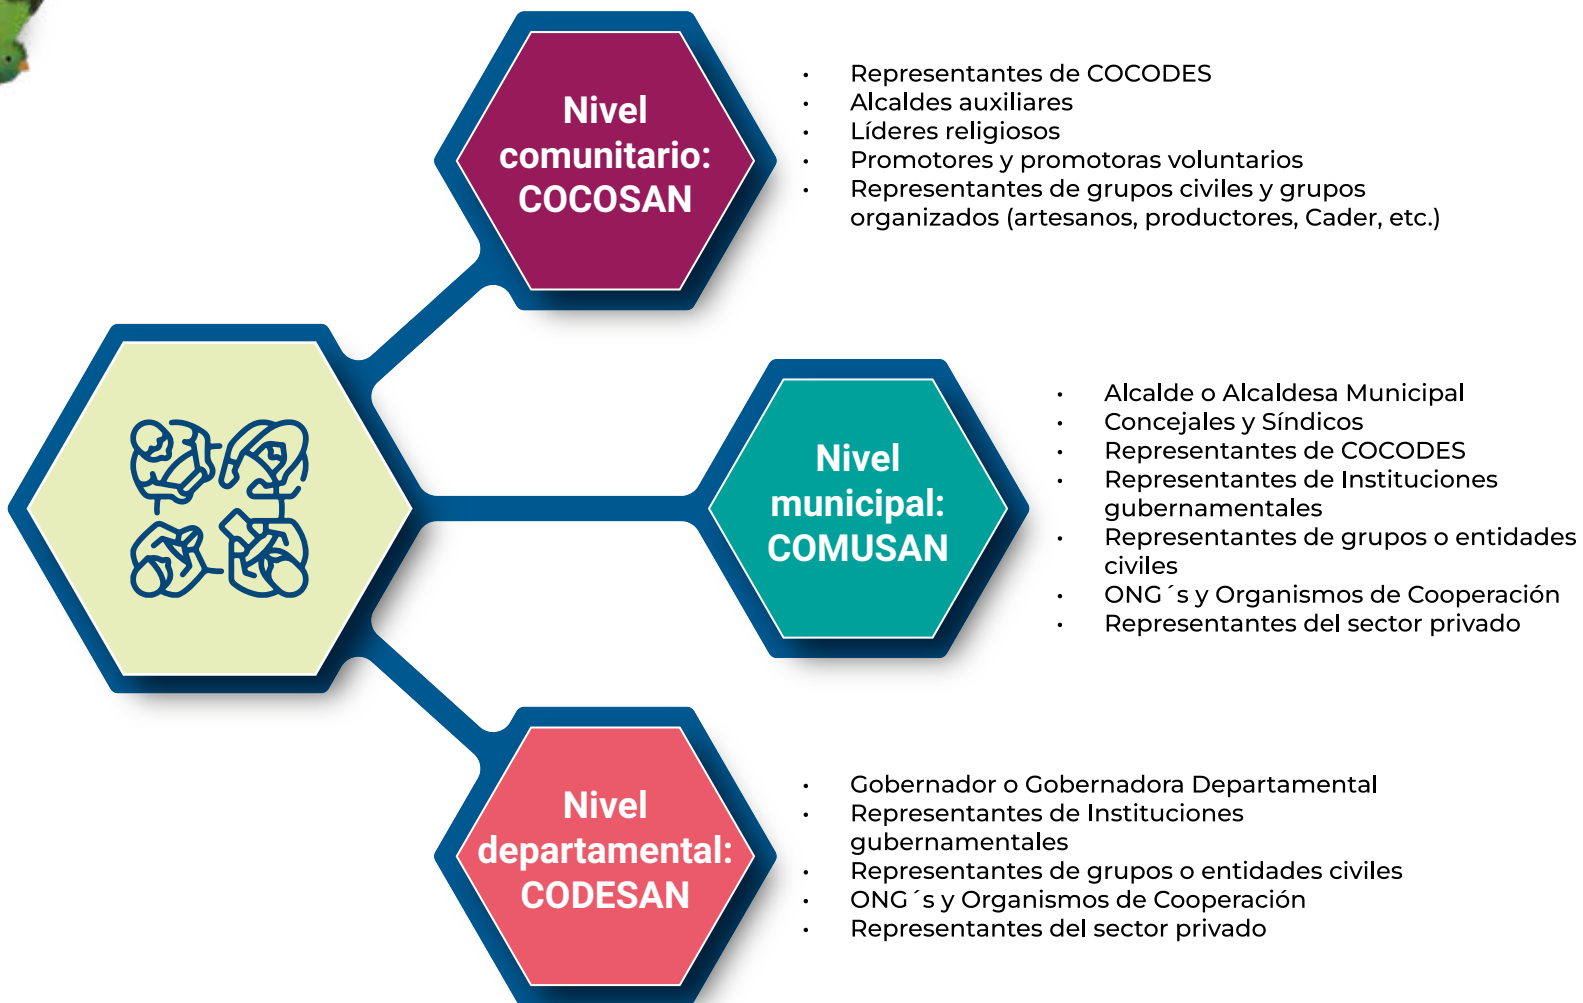 Nivel
comunitario:
COCOSAN
• Representantes de COCODES
• Alcaldes auxiliares
• Líderes religiosos
• Promotores y promotoras voluntarios
• Representantes de grupos civiles y grupos
organizados (artesanos, productores, Cader, etc.)
Nivel
municipal:
COMUSAN
• Alcalde o Alcaldesa Municipal
• Concejales y Síndicos
• Representantes de COCODES
• Representantes de Instituciones
gubernamentales
• Representantes de grupos o entidades
civiles
• ONG´s y Organismos de Cooperación
• Representantes del sector privado
Nivel
departamental:
CODESAN
• Gobernador o Gobernadora Departamental
• Representantes de Instituciones
gubernamentales
• Representantes de grupos o entidades civiles
• ONG´s y Organismos de Cooperación
• Representantes del sector privado